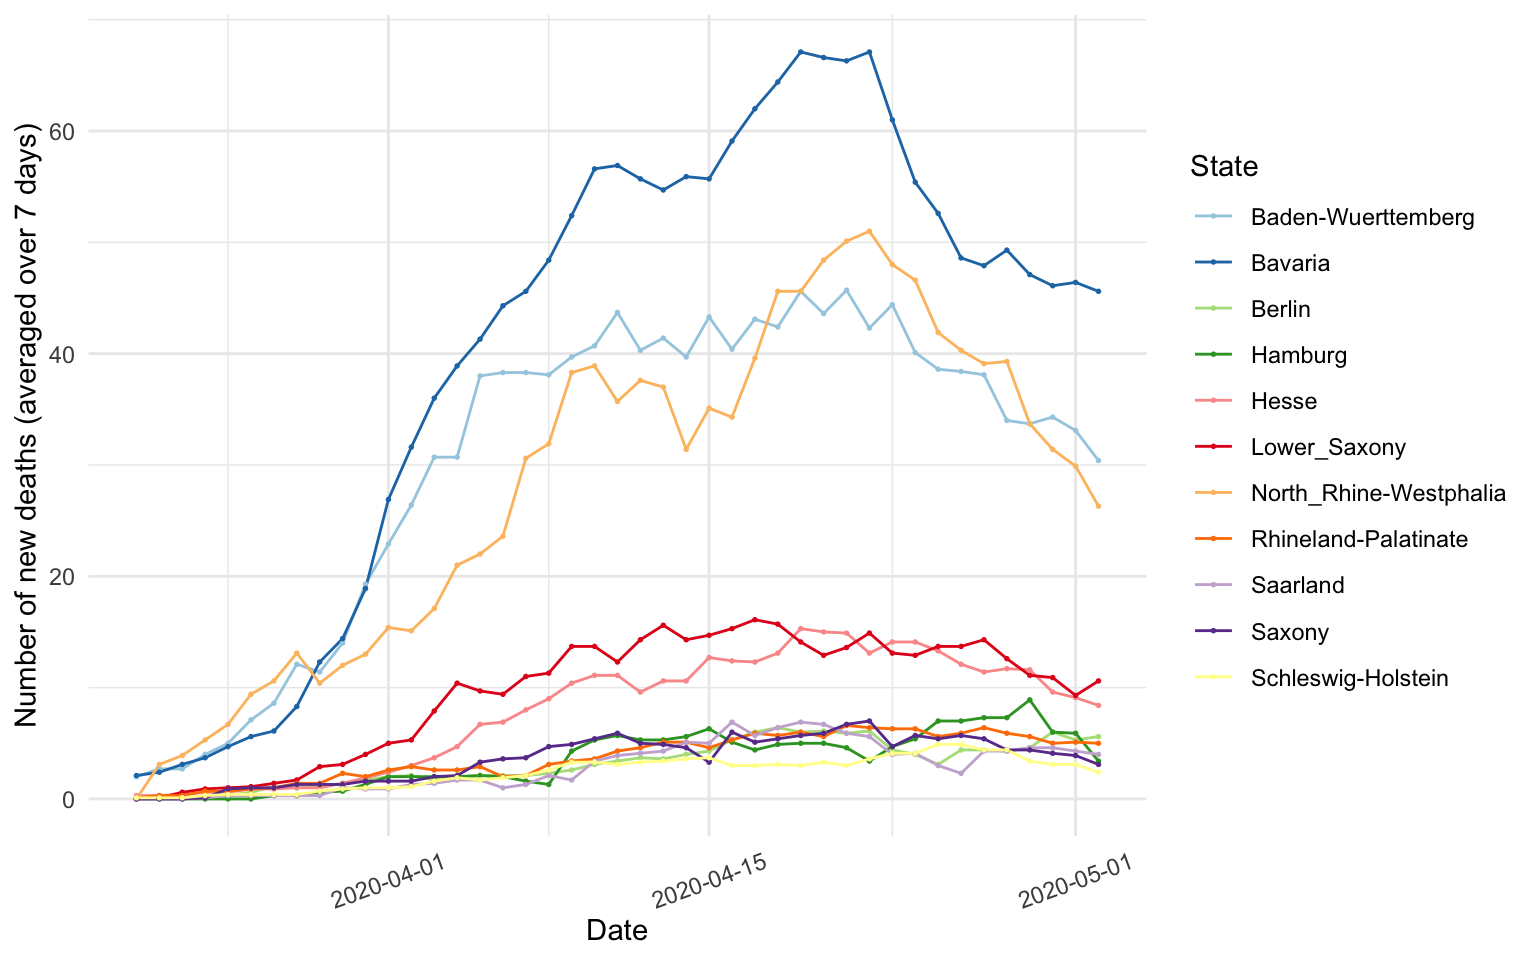 Number of new deaths (averaged over 7 days)
60
40
20
0
2020-04-01
2020-04-15
2020-05-01
Date
State
Baden-Wuerttemberg
Bavaria
Berlin
Hamburg
Hesse
Lower_Saxony
North_Rhine-Westphalia
Rhineland-Palatinate
Saarland
Saxony
Schleswig-Holstein